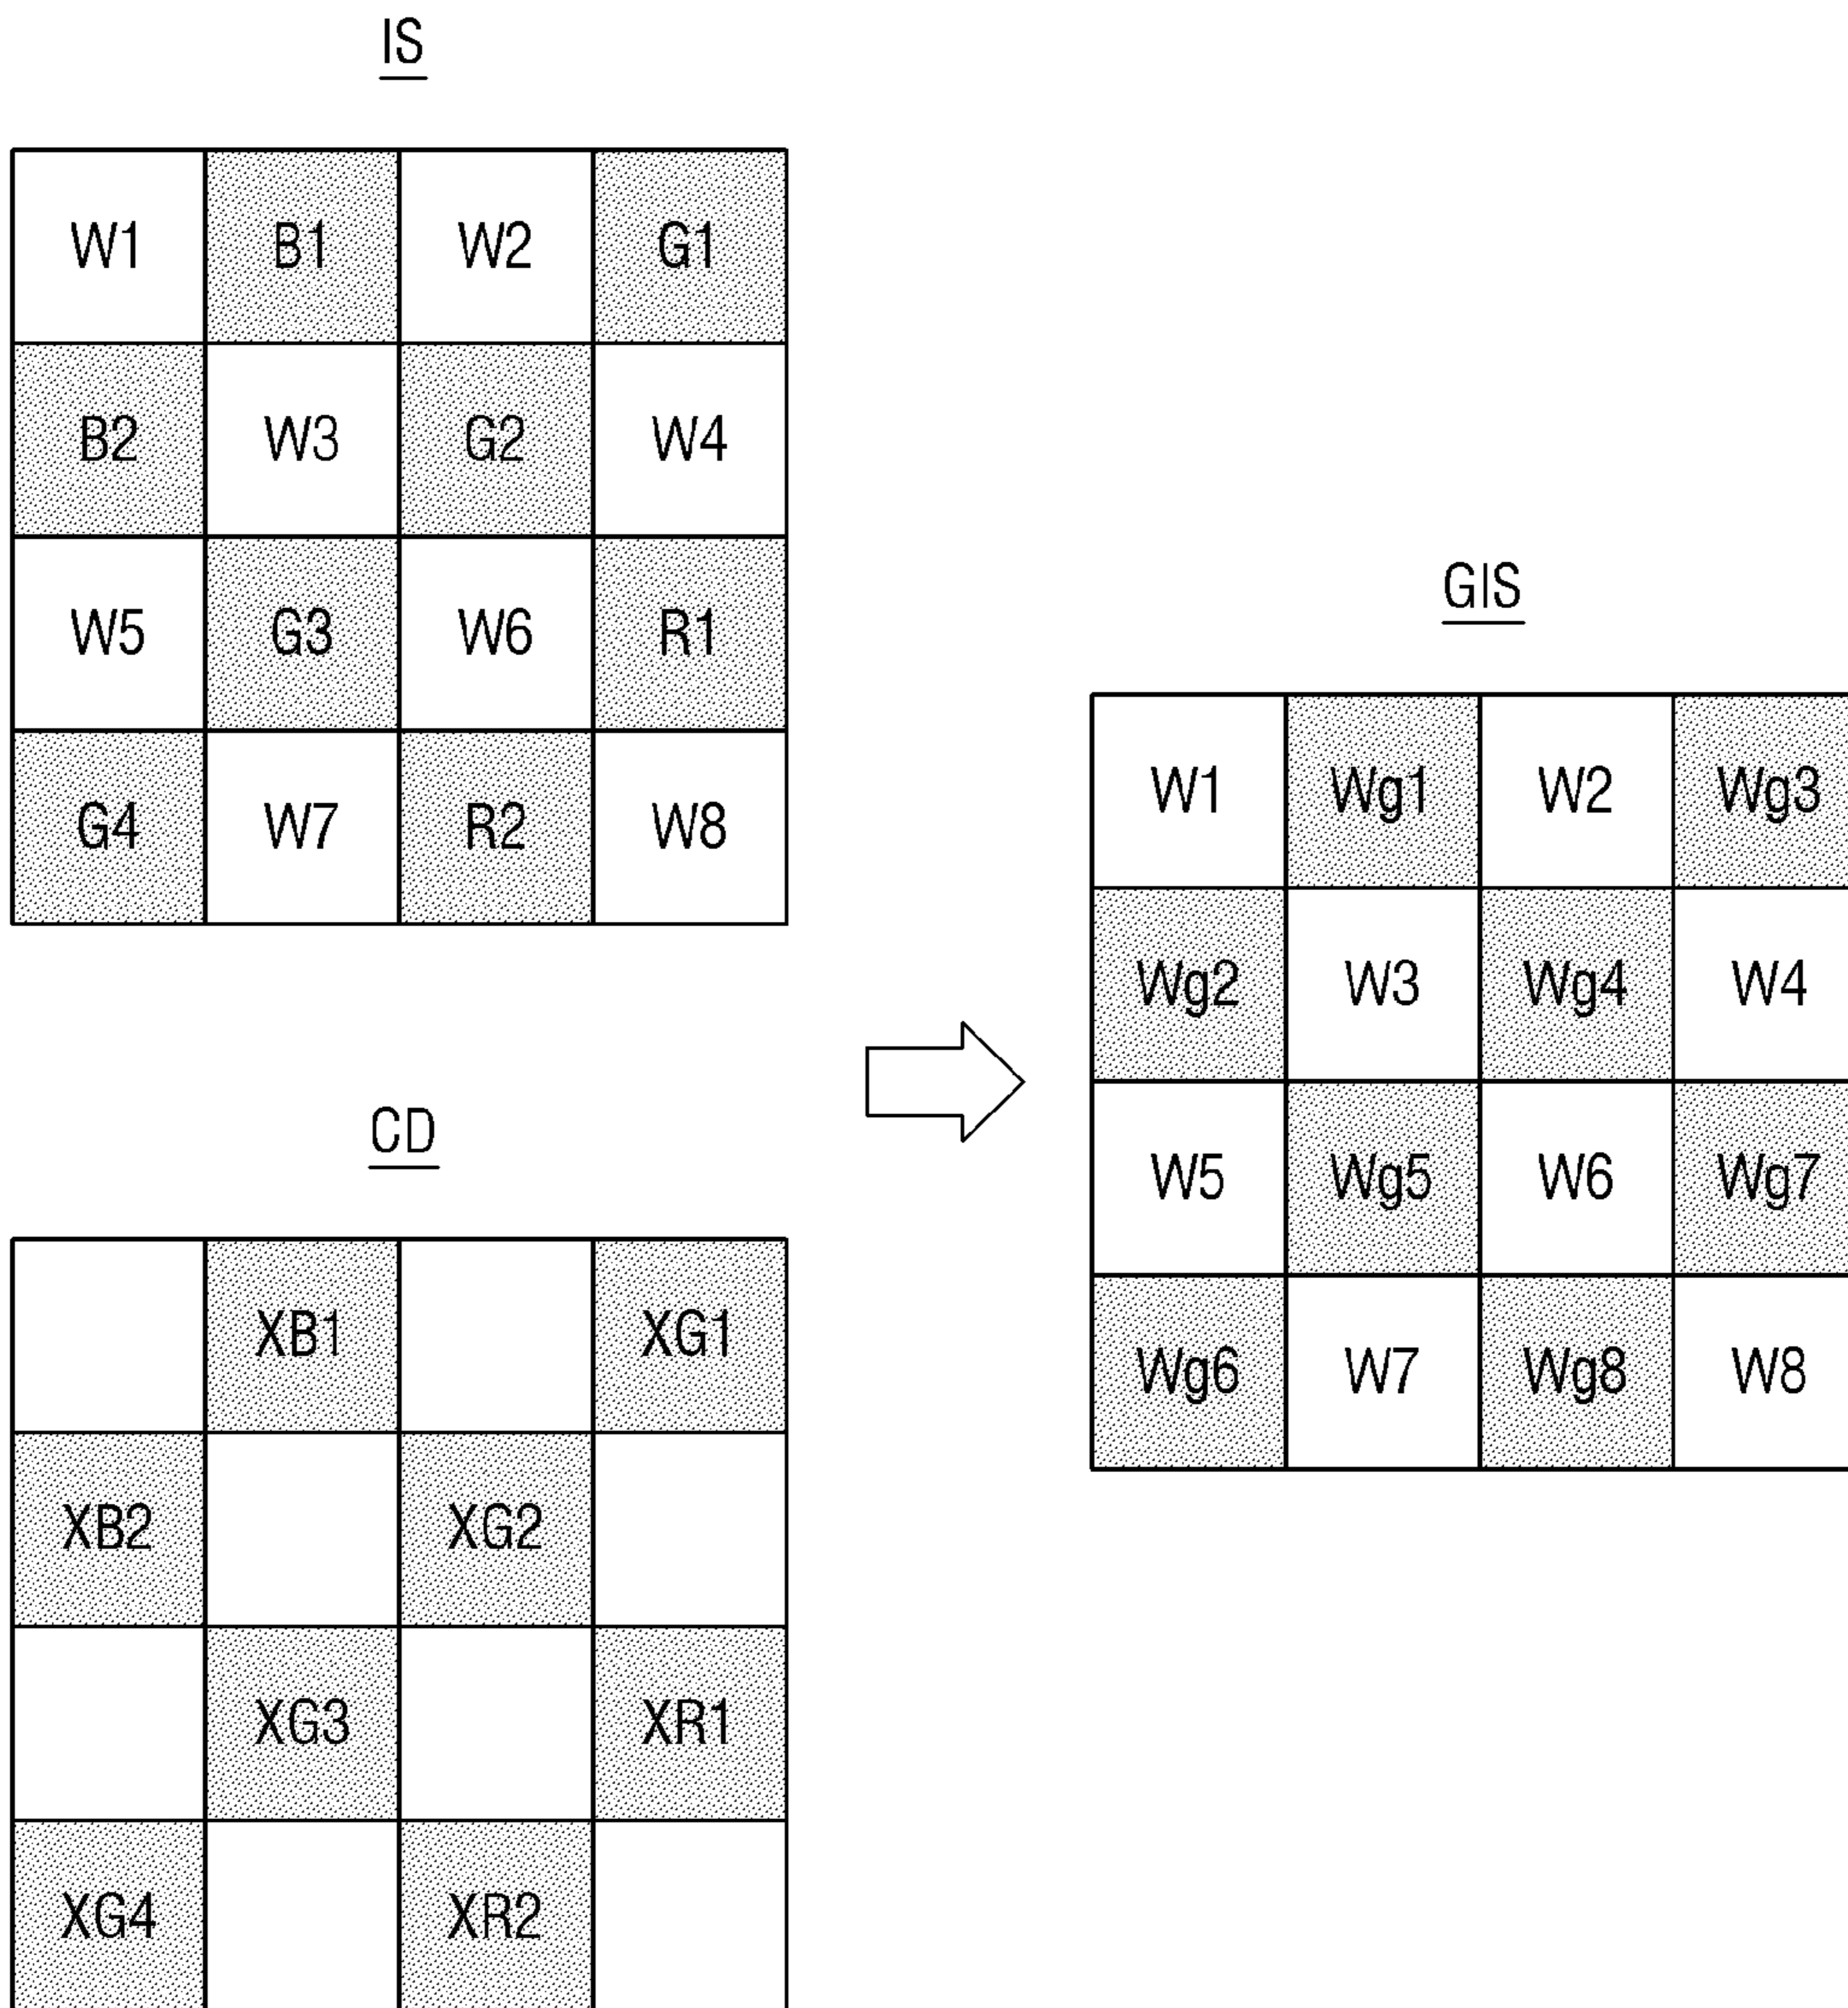 IS
W1 B1 W2 G1
B2 W3 G2 W4
W5 G3 W6 R1
G4 W7 R2 W8
CD
XB1 XG1
XB2 XG2
XG3 XR1
XG4 XR2
GIS
W1 Wg1 W2 Wg3
Wg2 W3 Wg4 W4
W5 Wg5 W6 Wg7
Wg6 W7 Wg8 W8